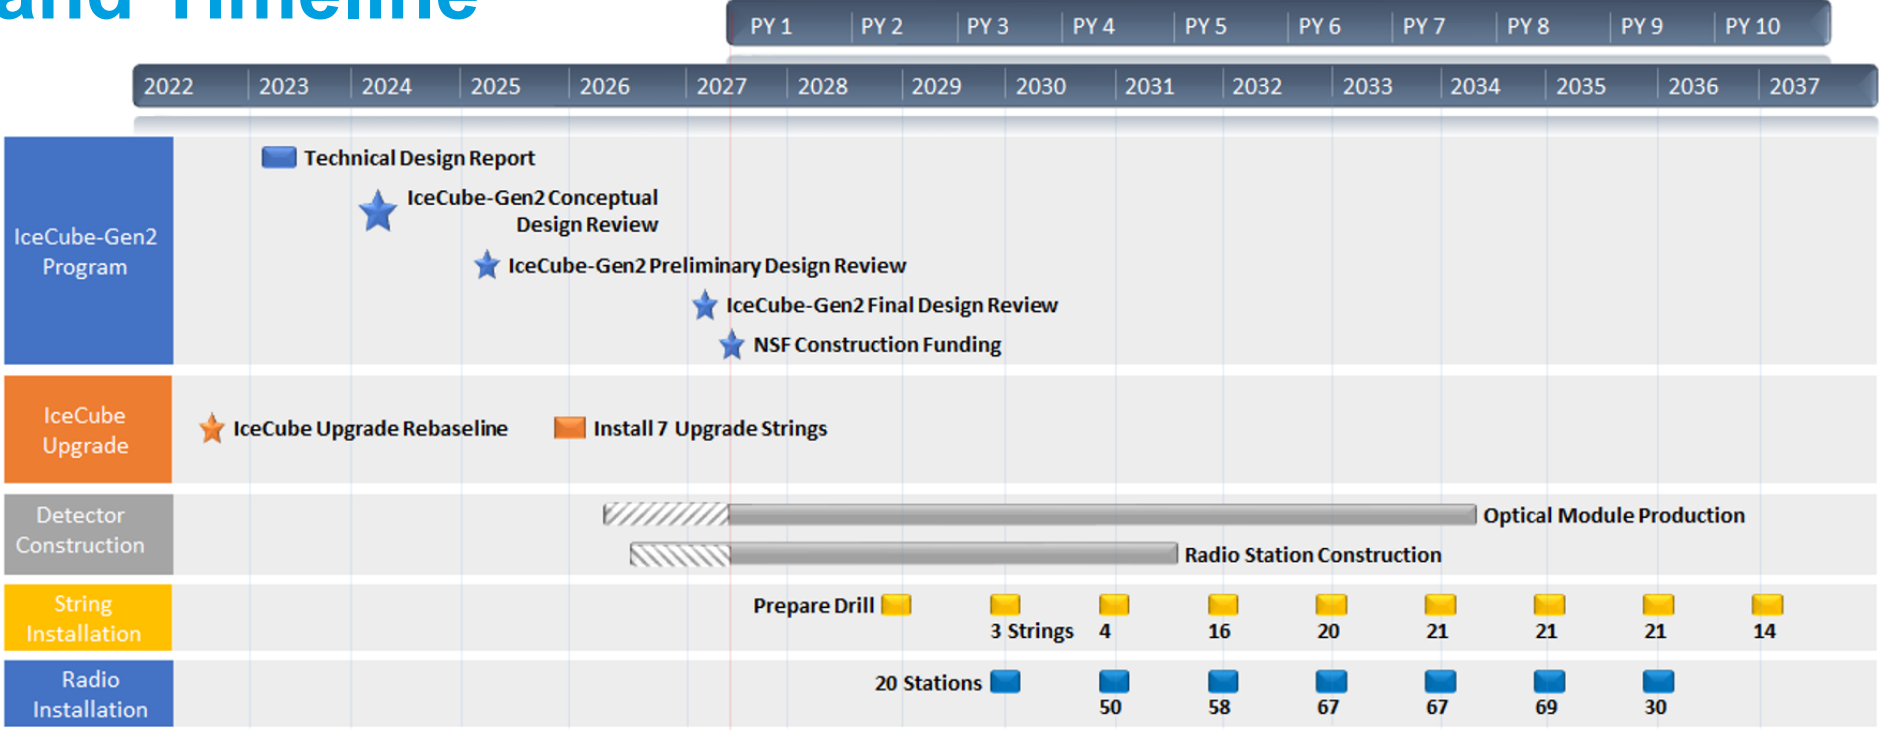 and Timeline
PY 1 PY 2 PY 3 PY 4 PY 5 PY 6 PY 7 PY 8 PY 9 PY 10
2022 2023 2024 2025 2026 2027 2028 2029 2030 2031 2032 2033 2034 2035 2036 2037
IceCube-Gen2
Program
Technical Design Report
IceCube-Gen2 Conceptual
Design Review
IceCube-Gen2 Preliminary Design Review
IceCube-Gen2 Final Design Review
NSF Construction Funding
IceCube
Upgrade
IceCube Upgrade Rebaseline
Install 7 Upgrade Strings
Detector
Construction
Optical Module Production
Radio Station Construction
String
Installation
Prepare Drill
3 Strings 4 16 20 21 21 21 14
Radio
Installation
20 Stations
50 58 67 67 69 30